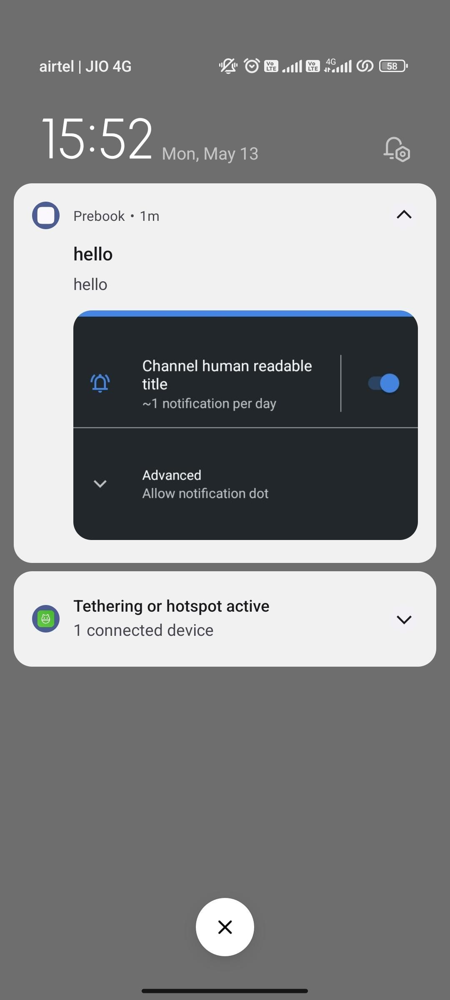 airtel | JIO 4G
Vo LTE
Vo LTE
4G
58
15:52 Mon, May 13
Prebook • 1m
hello
hello
Channel human readable
title
~1 notification per day
Advanced
Allow notification dot
Tethering or hotspot active
1 connected device